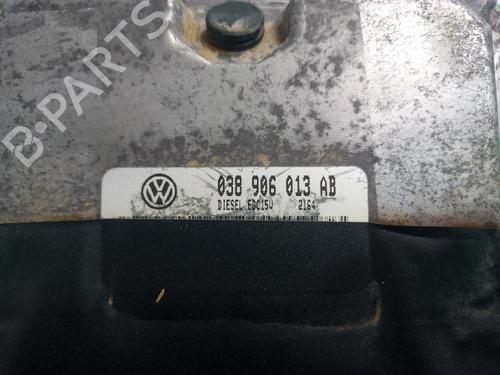 B-PARTS
038 906 013 AB
DIESEL EDC15V 2164